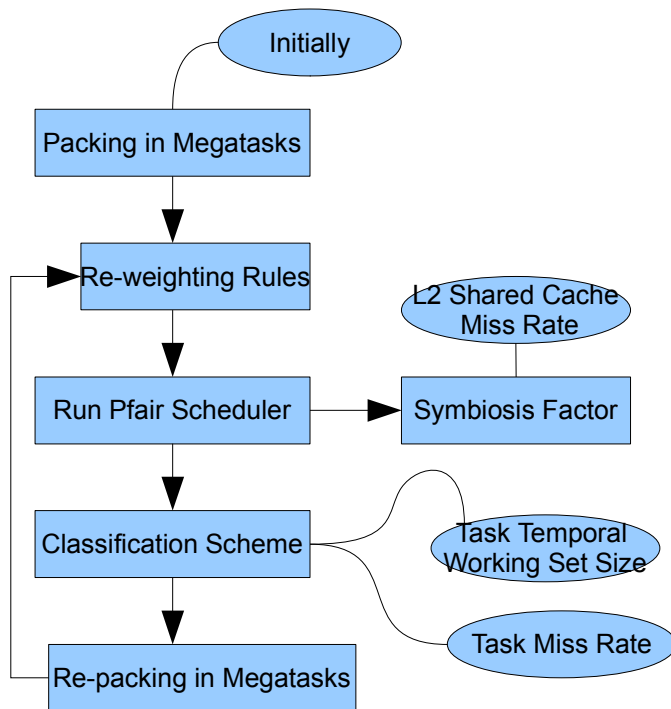 Initially
Packing in Megatasks
Re-weighting Rules
L2 Shared Cache
Miss Rate
Run Pfair Scheduler
Symbiosis Factor
Classification Scheme
Task Temporal
Working Set Size
Task Miss Rate
Re-packing in Megatasks